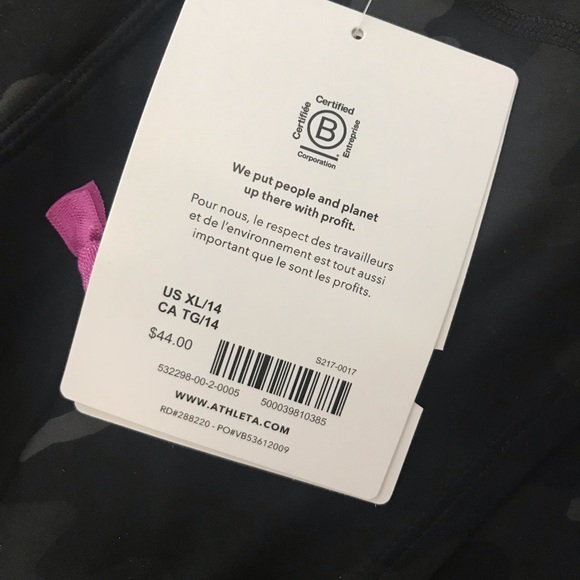 Certified
Certifiée
B
Entreprise
Corporation
We put people and planet
up there with profit.
Pour nous, le respect des travailleurs
et de l'environnement est tout aussi
important que le sont les profits.
US XL/14
CA TG/14
$44.00
S217-0017
532298-00-2-0005
500039810385
WWW.ATHLETA.COM
RD#288220 - PO#VB53612009